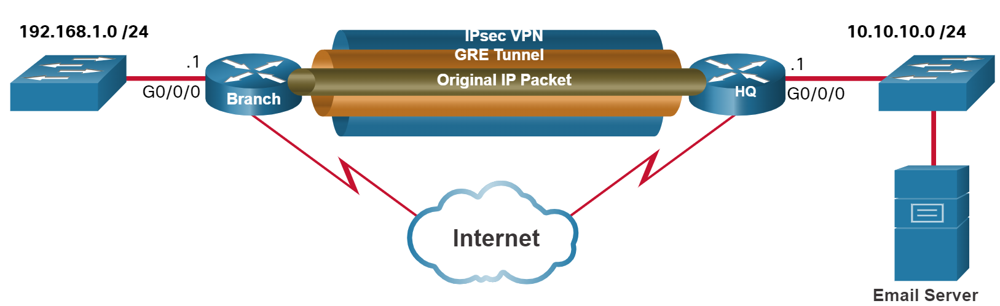 192.168.1.0 /24
IPsec VPN
10.10.10.0 /24
GRE Tunnel
.1
.1
Original IP Packet
G0/0/0
Branch
HQ
G0/0/0
Internet
Email Server